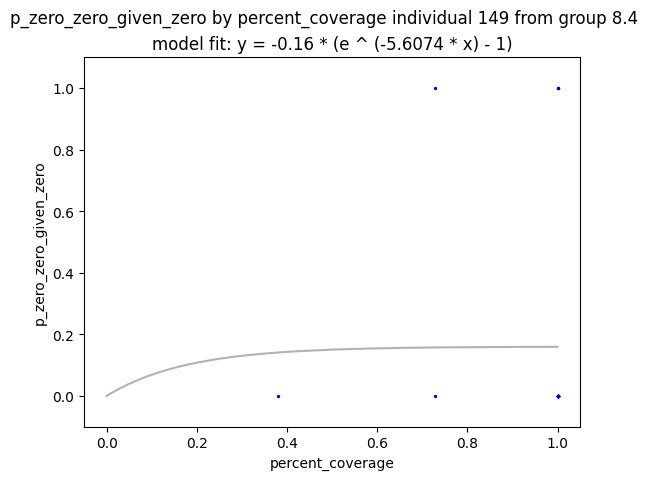 p_zero_zero_given_zero by percent_coverage individual 149 from group 8.4
model fit: y = -0.16 * (e ^ (-5.6074 * x) - 1)
1.0
0.8
0.6
0.4
0.2
0.0
p_zero_zero_given_zero
0.0 0.2 0.4 0.6 0.8 1.0
percent_coverage